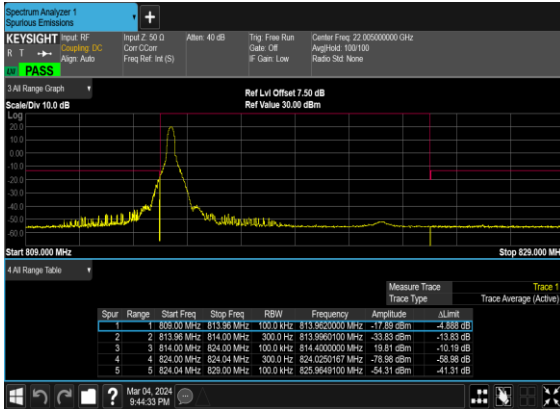 Spectrum Analyzer 1
Spurious Emissions
+
KEYSIGHT Input: RF Input Z: 50 Ω Atten: 40 dB Trig: Free Run Center Freq: 22.005000000 GHz
R T Coupling: DC Corr CCorr Gate: Off Avg|Hold: 100/100
Align: Auto Freq Ref: Int (S) IF Gain: Low Radio Std: None
PASS
3 All Range Graph
Ref Lvl Offset 7.50 dB
Scale/Div 10.0 dB Ref Value 30.00 dBm
Log
20.0
10.0
0.00
-10.0
-20.0
-30.0
-40.0
-50.0
-60.0
Start 809.000 MHz Stop 829.000 MH
4 All Range Table
Measure Trace Trace 1
Trace Type Trace Average (Active)
Spur Range Start Freq Stop Freq RBW Frequency Amplitude ΔLimit
1 1 809.00 MHz 813.96 MHz 100.0 kHz 813.9620000 MHz -17.89 dBm -4.888 dB
2 2 813.96 MHz 814.00 MHz 300.0 Hz 813.9960100 MHz -33.83 dBm -13.83 dB
3 3 814.00 MHz 824.00 MHz 100.0 kHz 814.4000000 MHz 19.81 dBm -10.19 dB
4 4 824.00 MHz 824.04 MHz 300.0 Hz 824.0250167 MHz -78.98 dBm -58.98 dB
5 5 824.04 MHz 829.00 MHz 100.0 kHz 825.9649100 MHz -54.31 dBm -41.31 dB
? Mar 04, 2024
9:44:33 PM